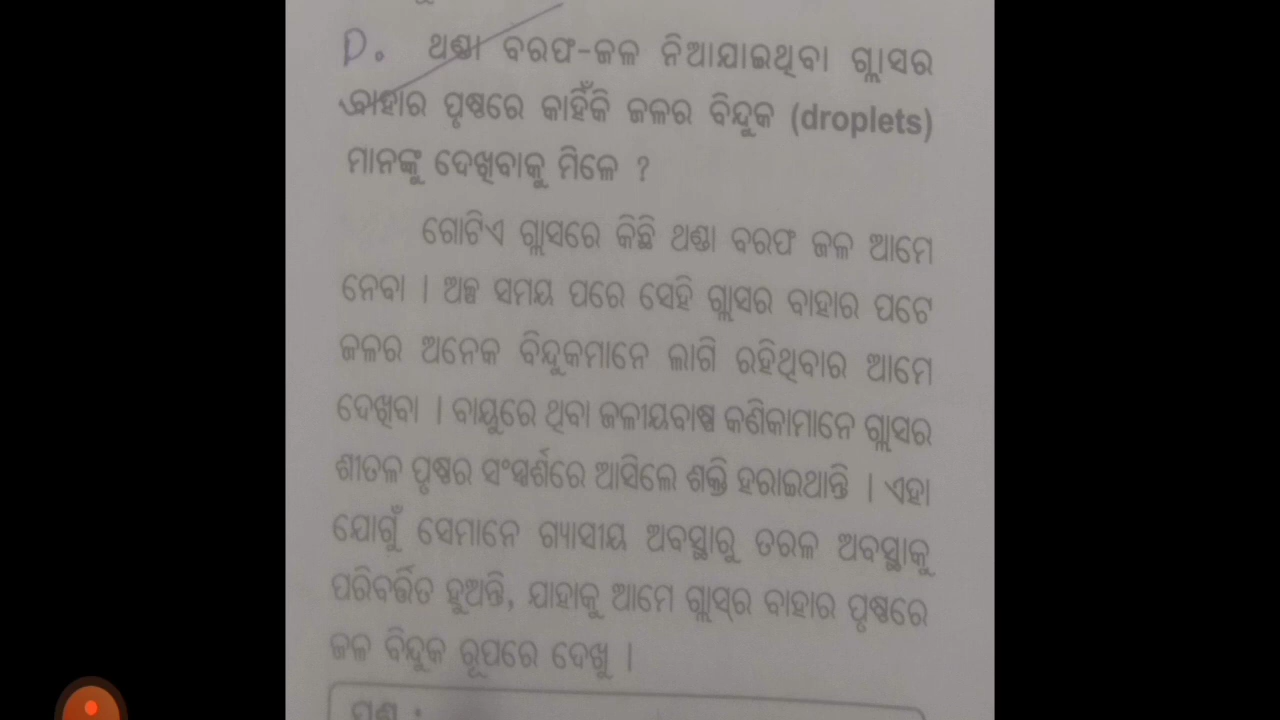 D. ଥଣ୍ଡା ବରଫ-ଜଳ ନିଆଯାଇଥିବା ଗ୍ଲାସର
ବାହାର ପୃଷ୍ଠରେ କାହିଁକି ଜଳର ବିନ୍ଦୁକ (droplets)
ମାନଙ୍କୁ ଦେଖିବାକୁ ମିଳେ ?
ଗୋଟିଏ ଗ୍ଲାସରେ କିଛି ଥଣ୍ଡା ବରଫ ଜଳ ଆମେ
ନେବା । ଅଳ୍ପ ସମୟ ପରେ ସେହି ଗ୍ଲାସର ବାହାର ପଟେ
ଜଳର ଅନେକ ବିନ୍ଦୁକମାନେ ଲାଗି ରହିଥିବାର ଆମେ
ଦେଖିବା । ବାୟୁରେ ଥିବା ଜଳୀୟବାଷ୍ପ କଣିକାମାନେ ଗ୍ଲାସର
ଶୀତଳ ପୃଷ୍ଠର ସଂସ୍ପର୍ଶରେ ଆସିଲେ ଶକ୍ତି ହରାଇଥାନ୍ତି । ଏହା
ଯୋଗୁଁ ସେମାନେ ଗ୍ୟାସୀୟ ଅବସ୍ଥାରୁ ତରଳ ଅବସ୍ଥାକୁ
ପରିବର୍ତ୍ତିତ ହୁଅନ୍ତି, ଯାହାକୁ ଆମେ ଗ୍ଲାସ୍‌ର ବାହାର ପୃଷ୍ଠରେ
ଜଳ ବିନ୍ଦୁକ ରୂପରେ ଦେଖୁ ।